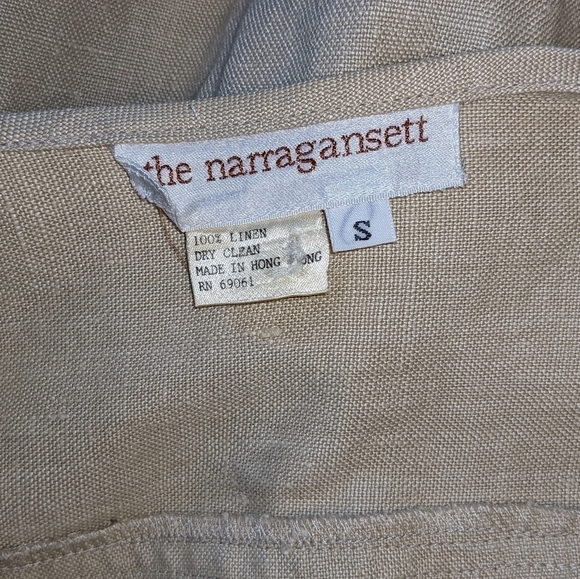 the narragansett
S
100% LINEN
DRY CLEAN
MADE IN HONG KONG
RN 69061